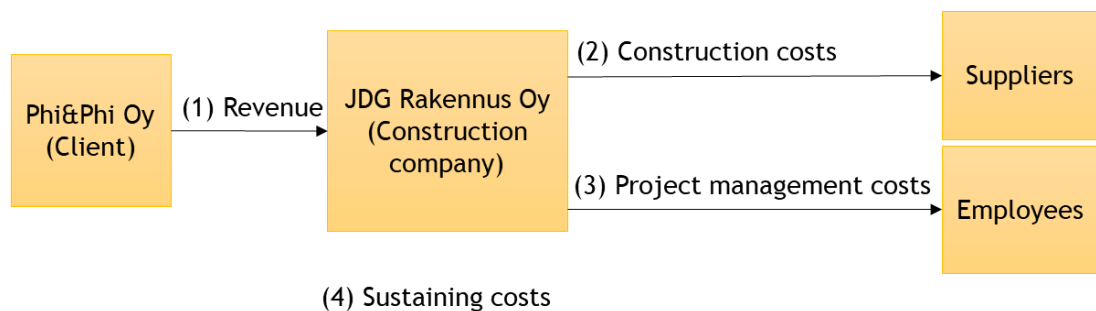 Phi&Phi Oy
(Client)
(1) Revenue
JDG Rakennus Oy
(Construction
company)
(2) Construction costs
Suppliers
(3) Project management costs
Employees
(4) Sustaining costs